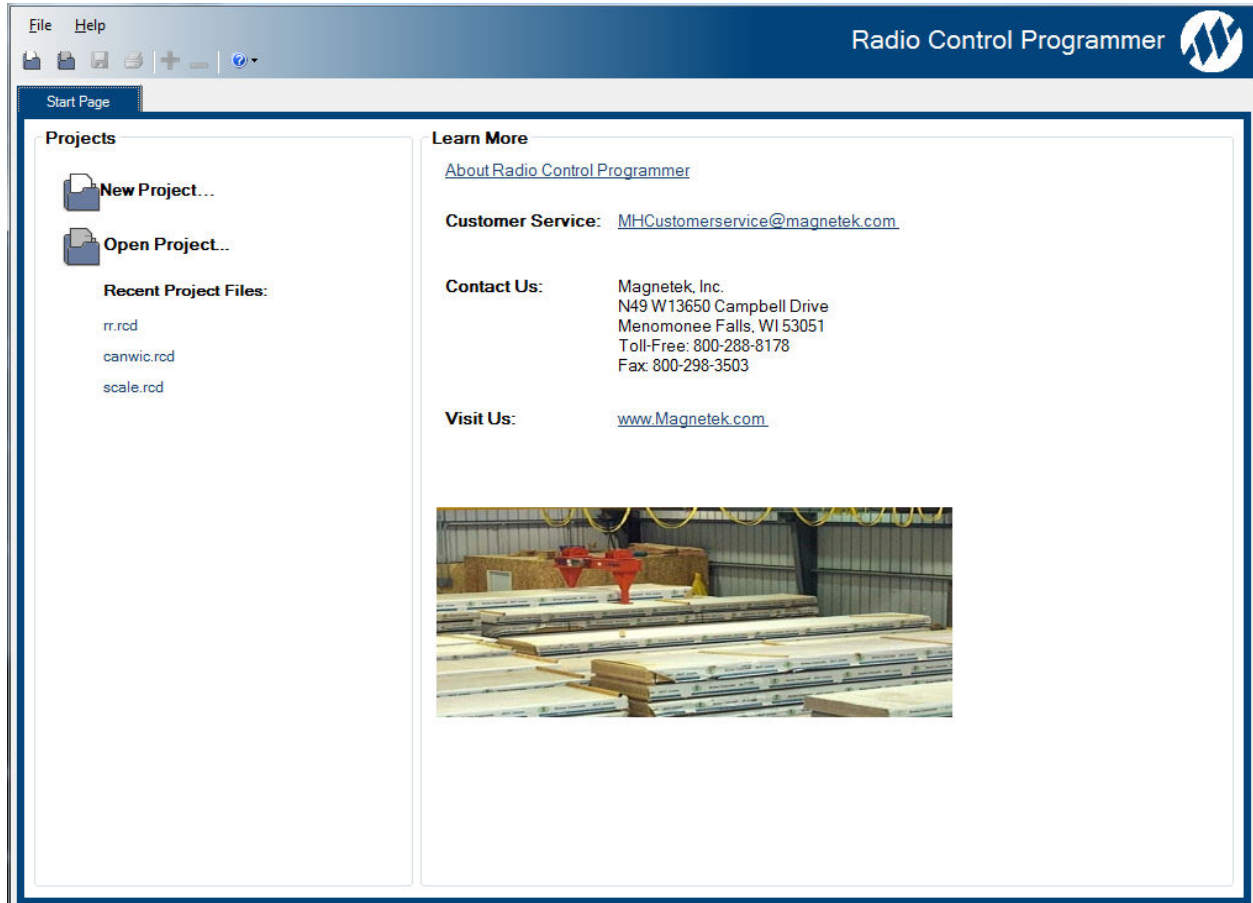 File Help
Radio Control Programmer
Start Page
Projects
New Project...
Open Project...
Recent Project Files:
rr.rcd
canwic.rcd
scale.rcd
Learn More
About Radio Control Programmer
Customer Service: MHCustomerservice@magnetek.com
Contact Us: Magnetek, Inc.
N49 W13650 Campbell Drive
Menomonee Falls, WI 53051
Toll-Free: 800-288-8178
Fax: 800-298-3503
Visit Us: www.Magnetek.com